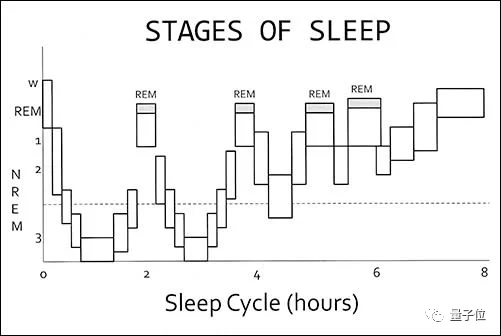 STAGES OF SLEEP
W
REM
1
2
3
NREM
REM
REM
REM
REM
0
2
4
6
8
Sleep Cycle (hours)
量子位